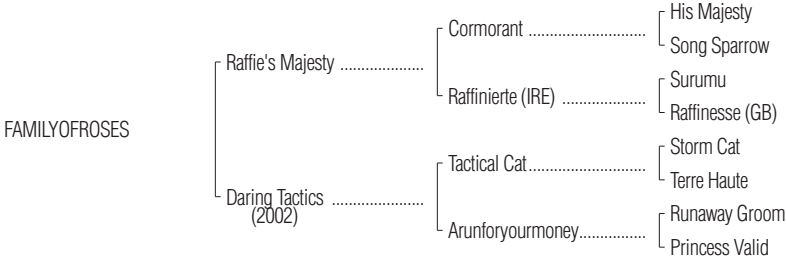 His Majesty
Cormorant ............................
Song Sparrow
Raffie's Majesty ....................
Surumu
Raffinierte (IRE) ....................
Raffinesse (GB)
FAMILYOFROSES
Storm Cat
Tactical Cat............................
Terre Haute
Daring Tactics ......................
(2002)
Runaway Groom
Arunforyourmoney................
Princess Valid